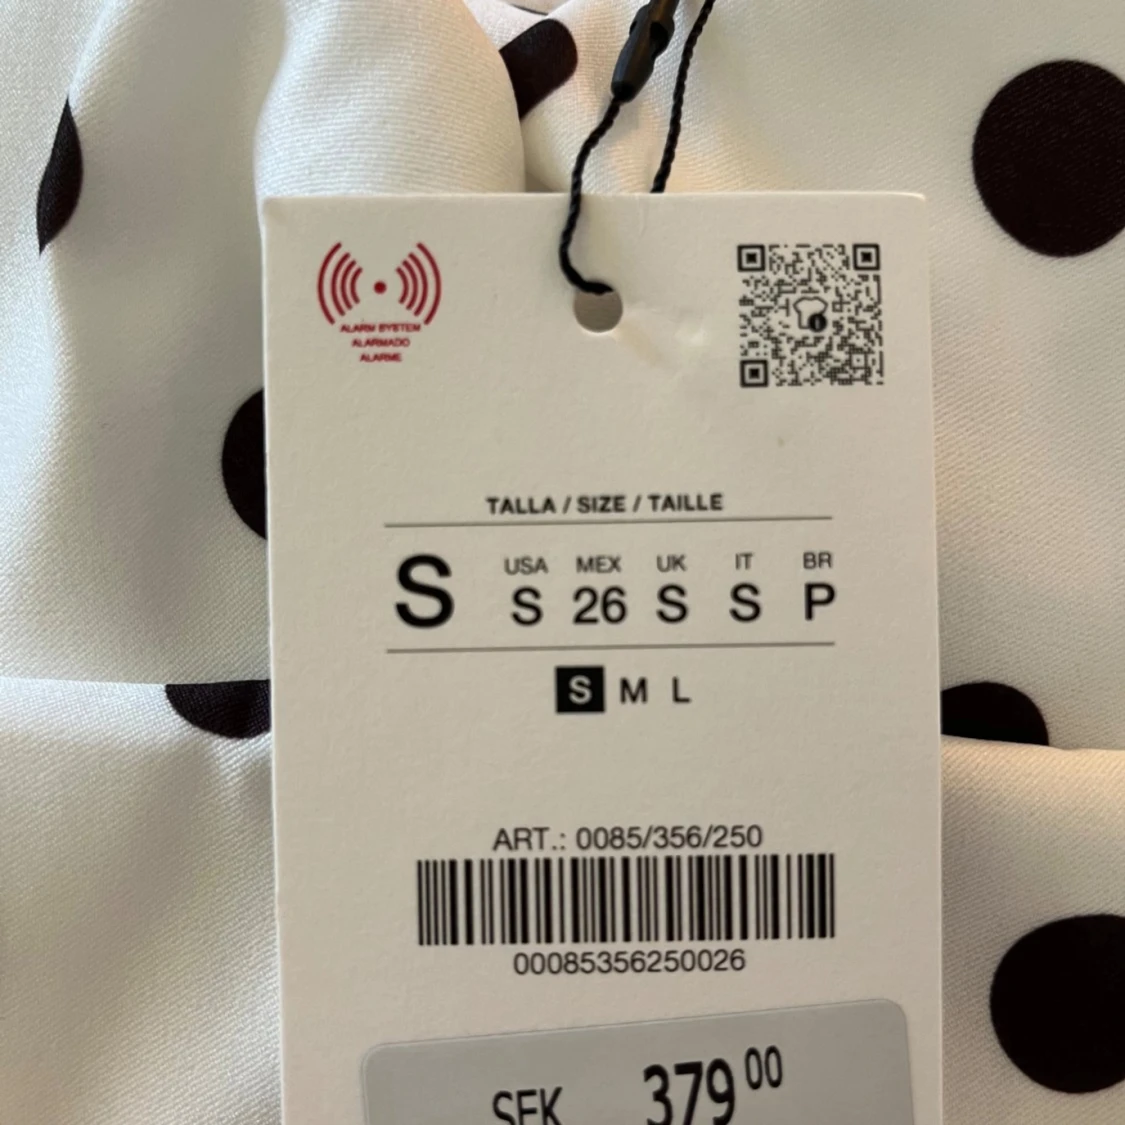 ALARM SYSTEM
ALARMADO
ALARME
TALLA / SIZE / TAILLE
S
USA MEX UK IT BR
S 26 S S P
S M L
ART.: 0085/356/250
00085356250026
SEK 379 00